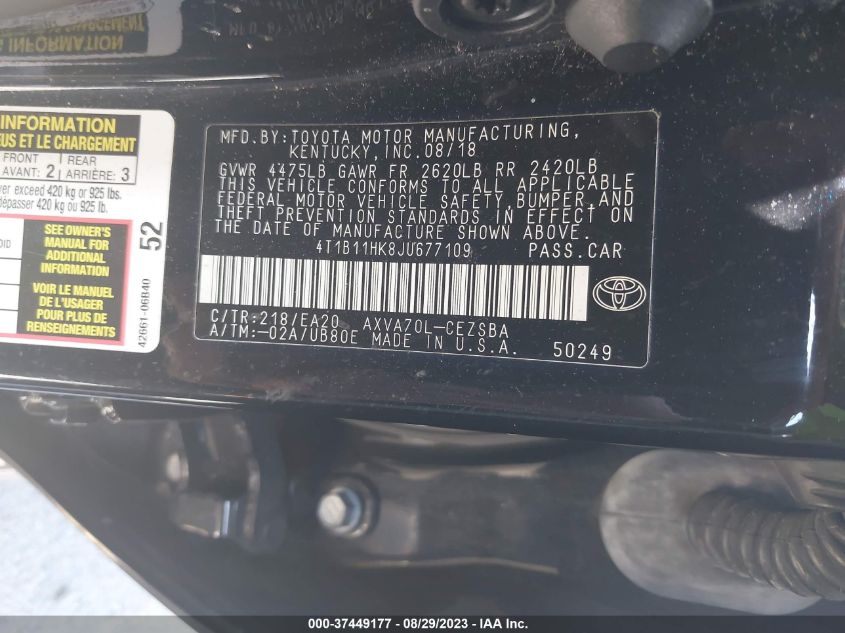 INFORMATION
EUS ET LE CHARGEMENT
FRONT
AVANT: 2
REAR
ARRIÈRE: 3
ver exceed 420 kg or 925 lbs.
dépasser 420 kg ou 925 lb.
SEE OWNER'S
MANUAL FOR
ADDITIONAL
INFORMATION
VOIR LE MANUEL
DE L'USAGER
POUR PLUS DE
RENSEIGNEMENTS
52
42661-06B40
MFD.BY:TOYOTA MOTOR MANUFACTURING,
KENTUCKY,INC.08/18
GVWR 4475LB GAWR FR 2620LB RR 2420LB
THIS VEHICLE CONFORMS TO ALL APPLICABLE
FEDERAL MOTOR VEHICLE SAFETY,BUMPER,AND
THEFT PREVENTION STANDARDS IN EFFECT ON
THE DATE OF MANUFACTURE SHOWN ABOVE.
4T1B11HK8JU677109 PASS.CAR
C/TR:218/EA20 AXVA70L-CEZSBA
A/TM:-02A/UB80E MADE IN U.S.A. 50249
000-37449177 - 08/29/2023 - IAAI.COM